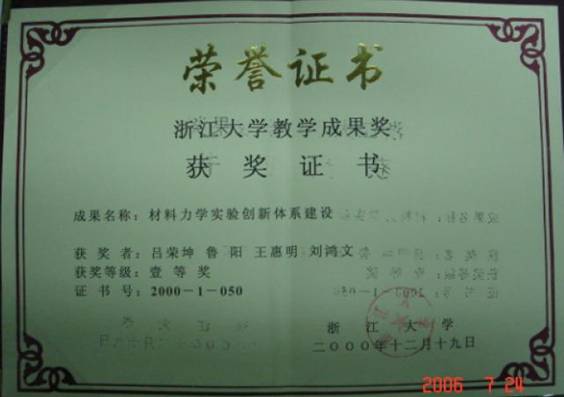 荣誉证书
浙江大学教学成果奖
获奖证书
成果名称：材料力学实验创新体系建设
获奖者：吕荣坤 鲁阳 王惠明 刘鸿文
获奖等级：壹等奖
证书号：2000-1-050
浙江大学
二000年十二月十九日
2006 7 24